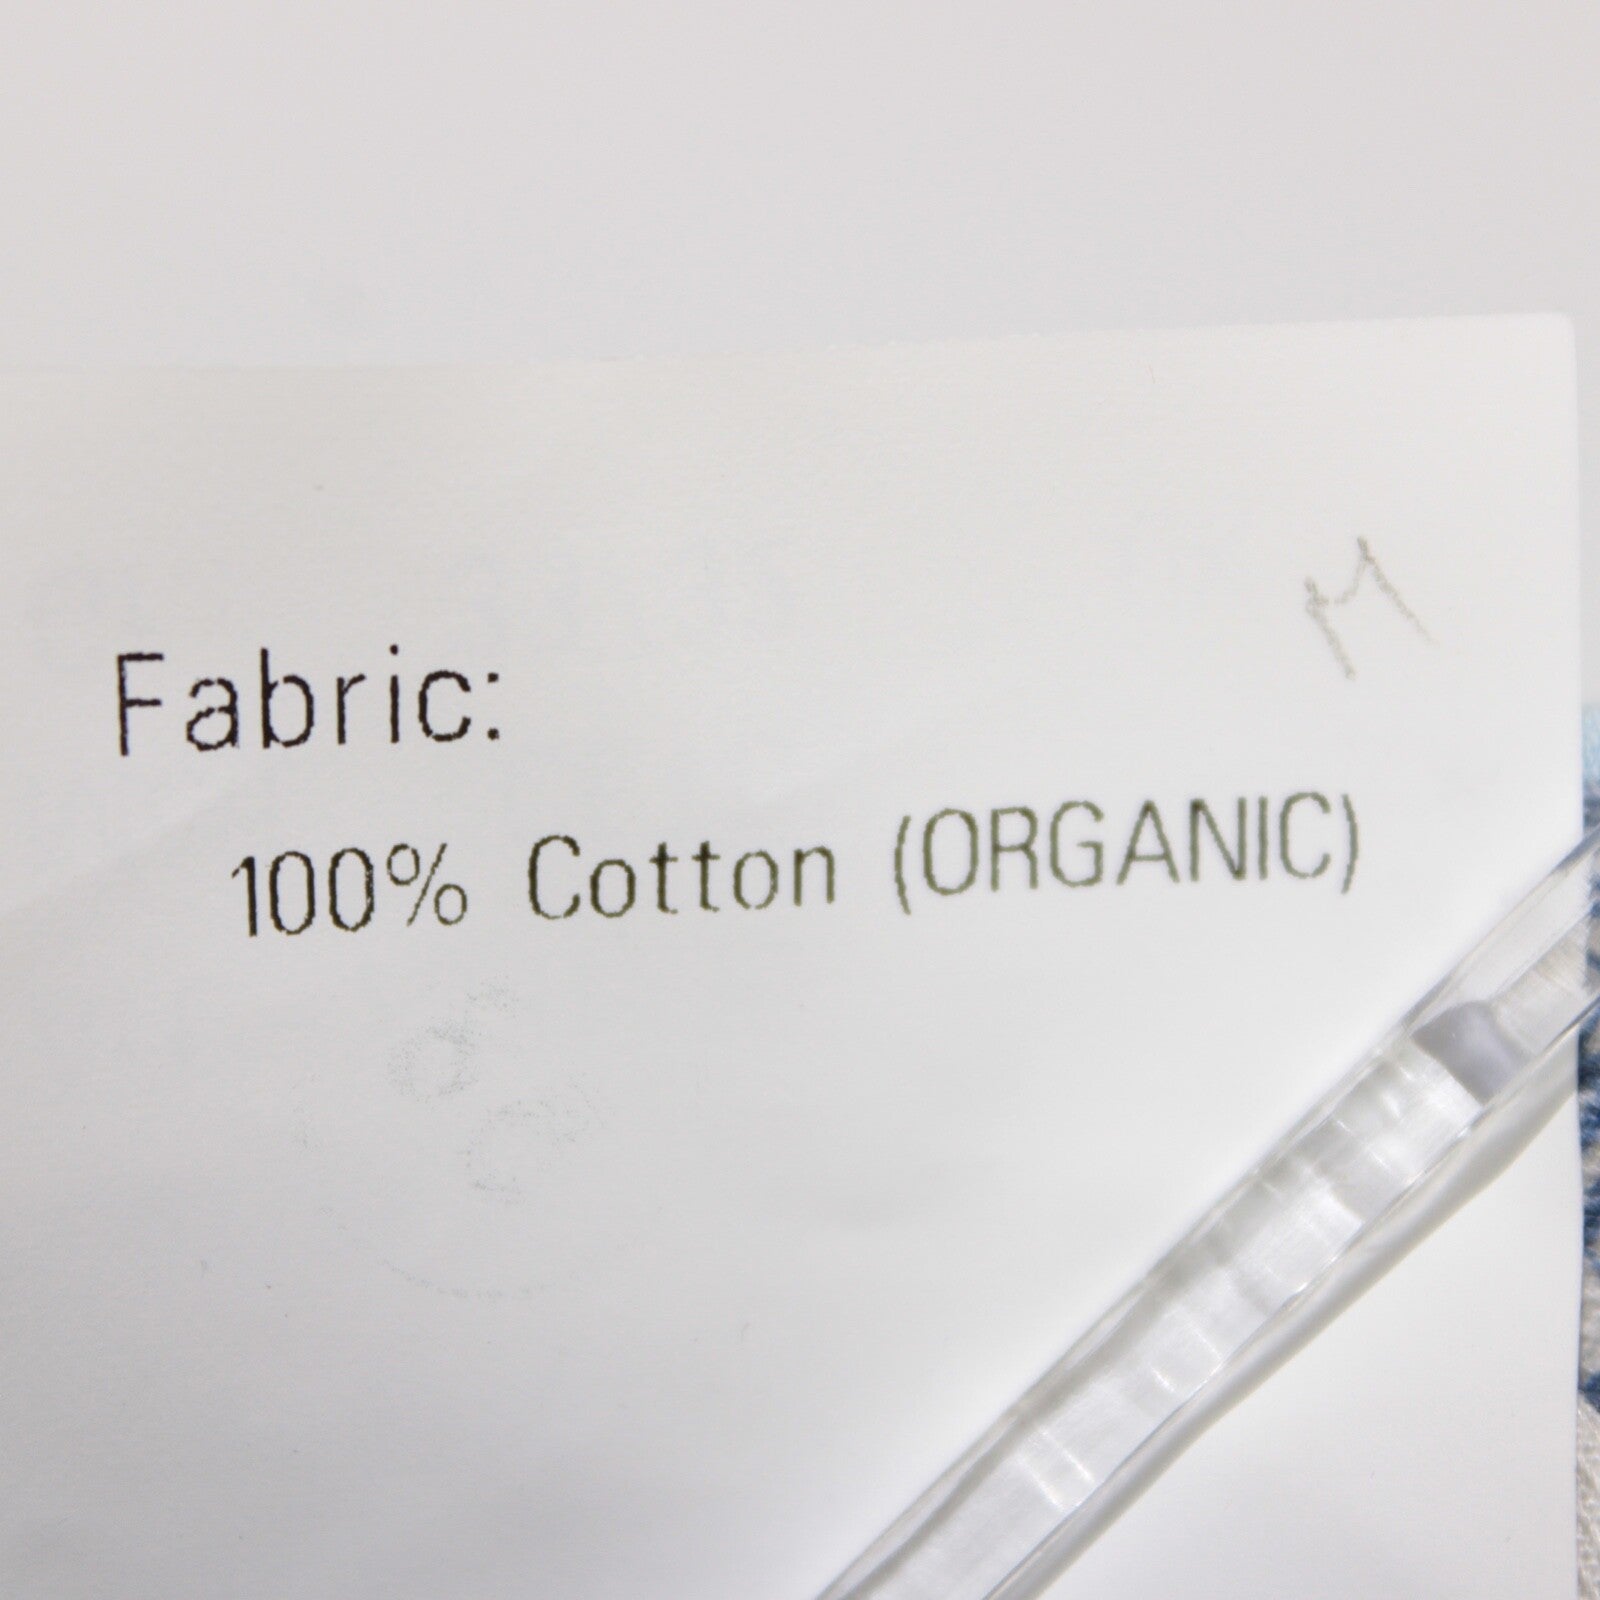 M
Fabric:
100% Cotton (ORGANIC)